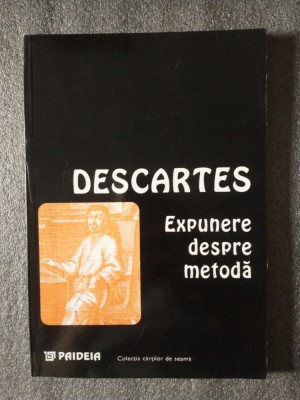 DESCARTES
Expunere
despre
metodă
PAIDEIA
Colecția cărților de seamă